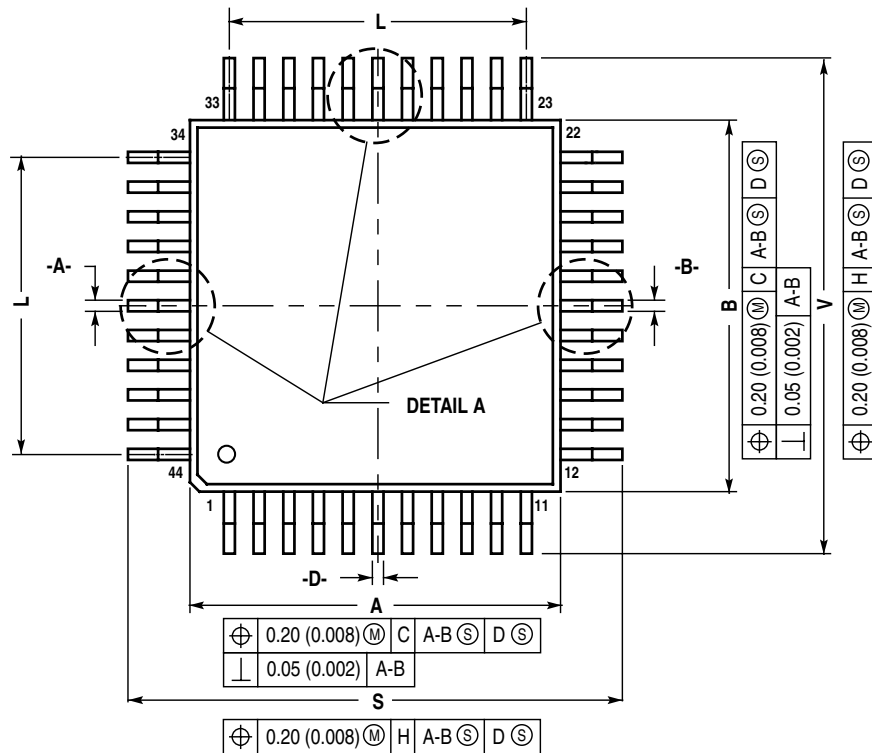 L
33
23
34
22
-A-
-B-
L
B
V
⌖ 0.20 (0.008) Ⓜ C A-B Ⓢ D Ⓢ
⊥ 0.05 (0.002) A-B
⌖ 0.20 (0.008) Ⓜ H A-B Ⓢ D Ⓢ
DETAIL A
44
12
1
11
-D-
A
⌖ 0.20 (0.008) Ⓜ C A-B Ⓢ D Ⓢ
⊥ 0.05 (0.002) A-B
S
⌖ 0.20 (0.008) Ⓜ H A-B Ⓢ D Ⓢ